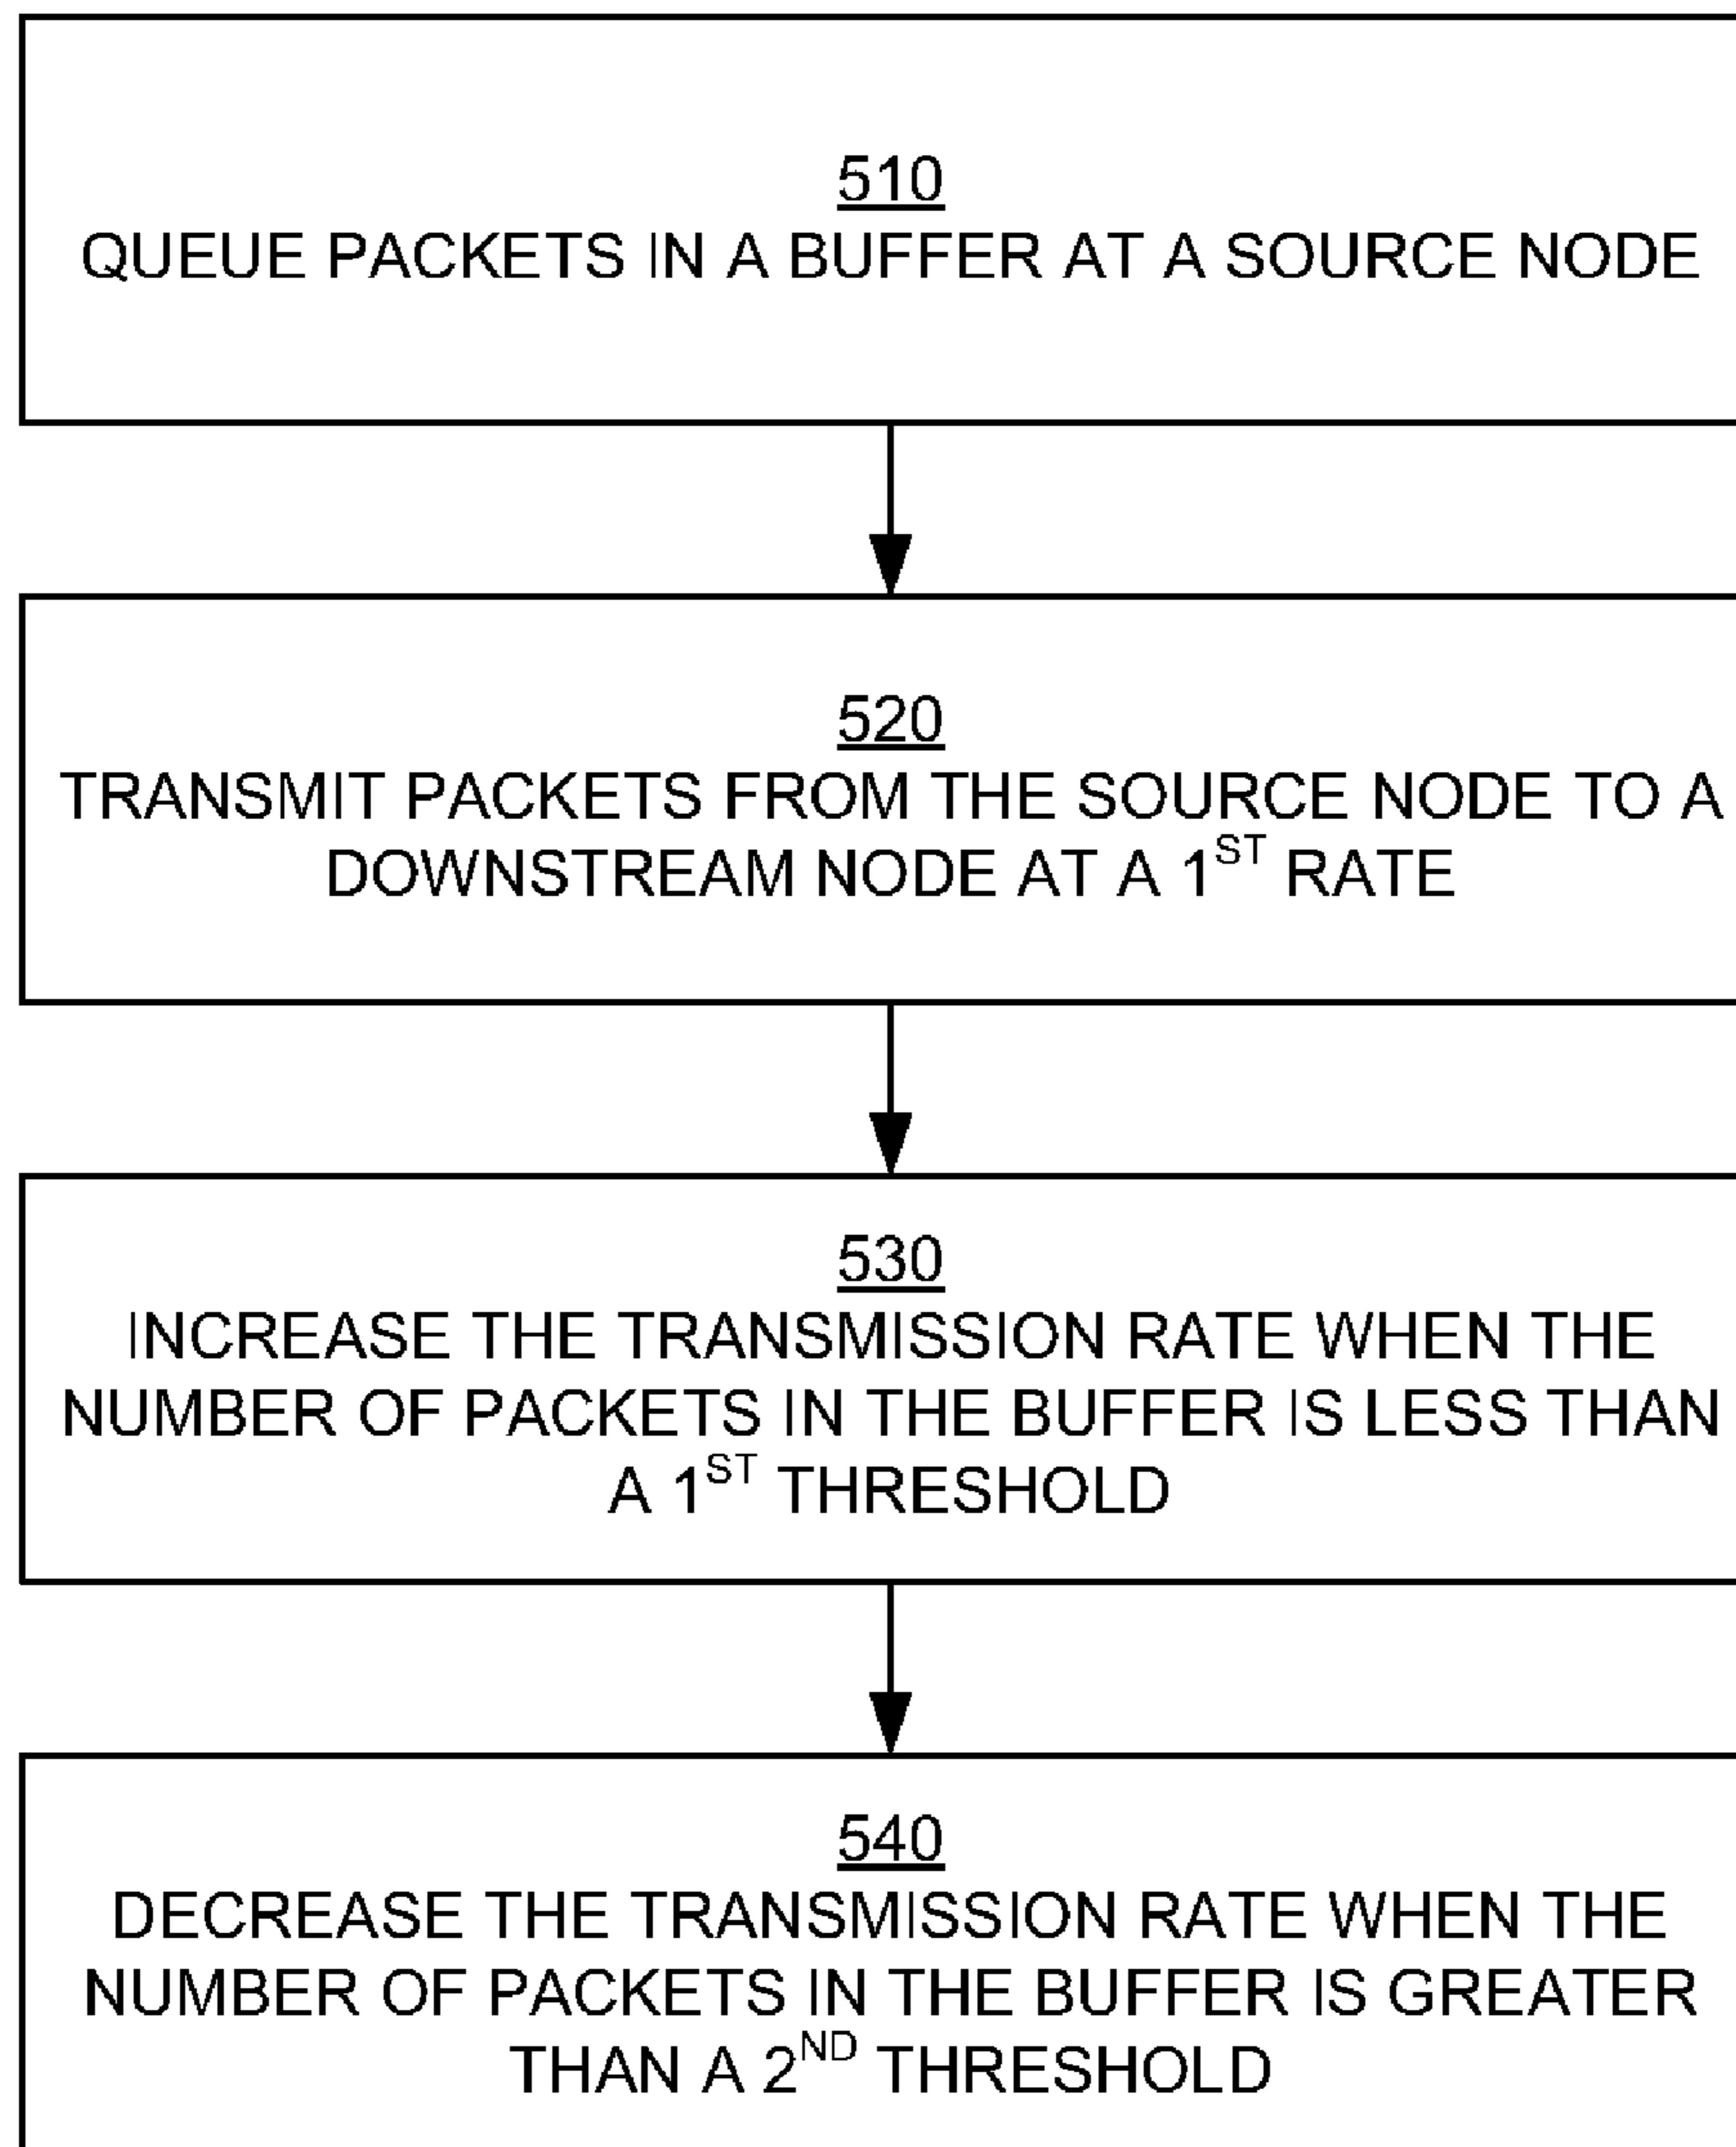 510
QUEUE PACKETS IN A BUFFER AT A SOURCE NODE
520
TRANSMIT PACKETS FROM THE SOURCE NODE TO A
DOWNSTREAM NODE AT A 1ST RATE
530
INCREASE THE TRANSMISSION RATE WHEN THE
NUMBER OF PACKETS IN THE BUFFER IS LESS THAN
A 1ST THRESHOLD
540
DECREASE THE TRANSMISSION RATE WHEN THE
NUMBER OF PACKETS IN THE BUFFER IS GREATER
THAN A 2ND THRESHOLD